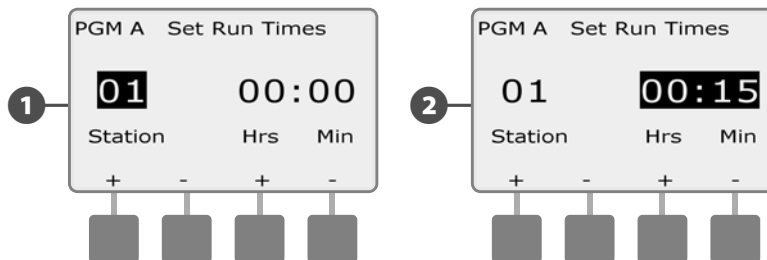 1
PGM A Set Run Times
01 00:00
Station Hrs Min
+ - + -
2
PGM A Set Run Times
01 00:15
Station Hrs Min
+ - + -